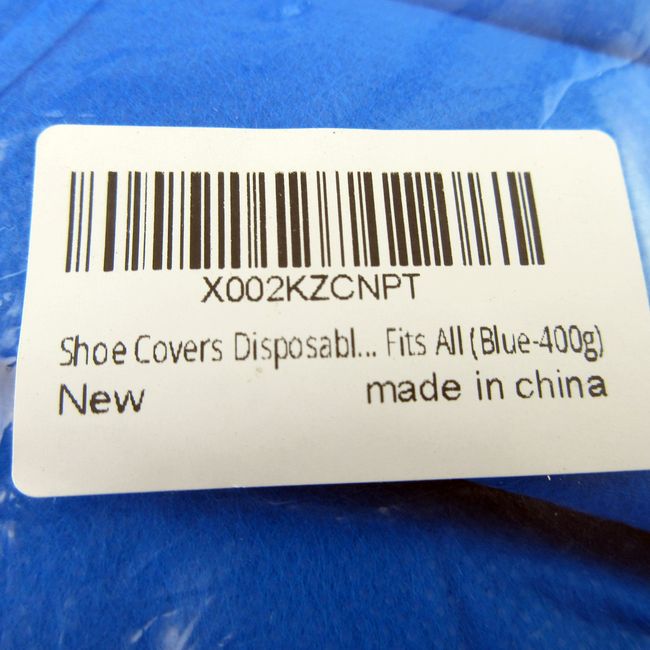 X002KZCNPT
Shoe Covers Disposabl... Fits All (Blue-400g)
New made in china